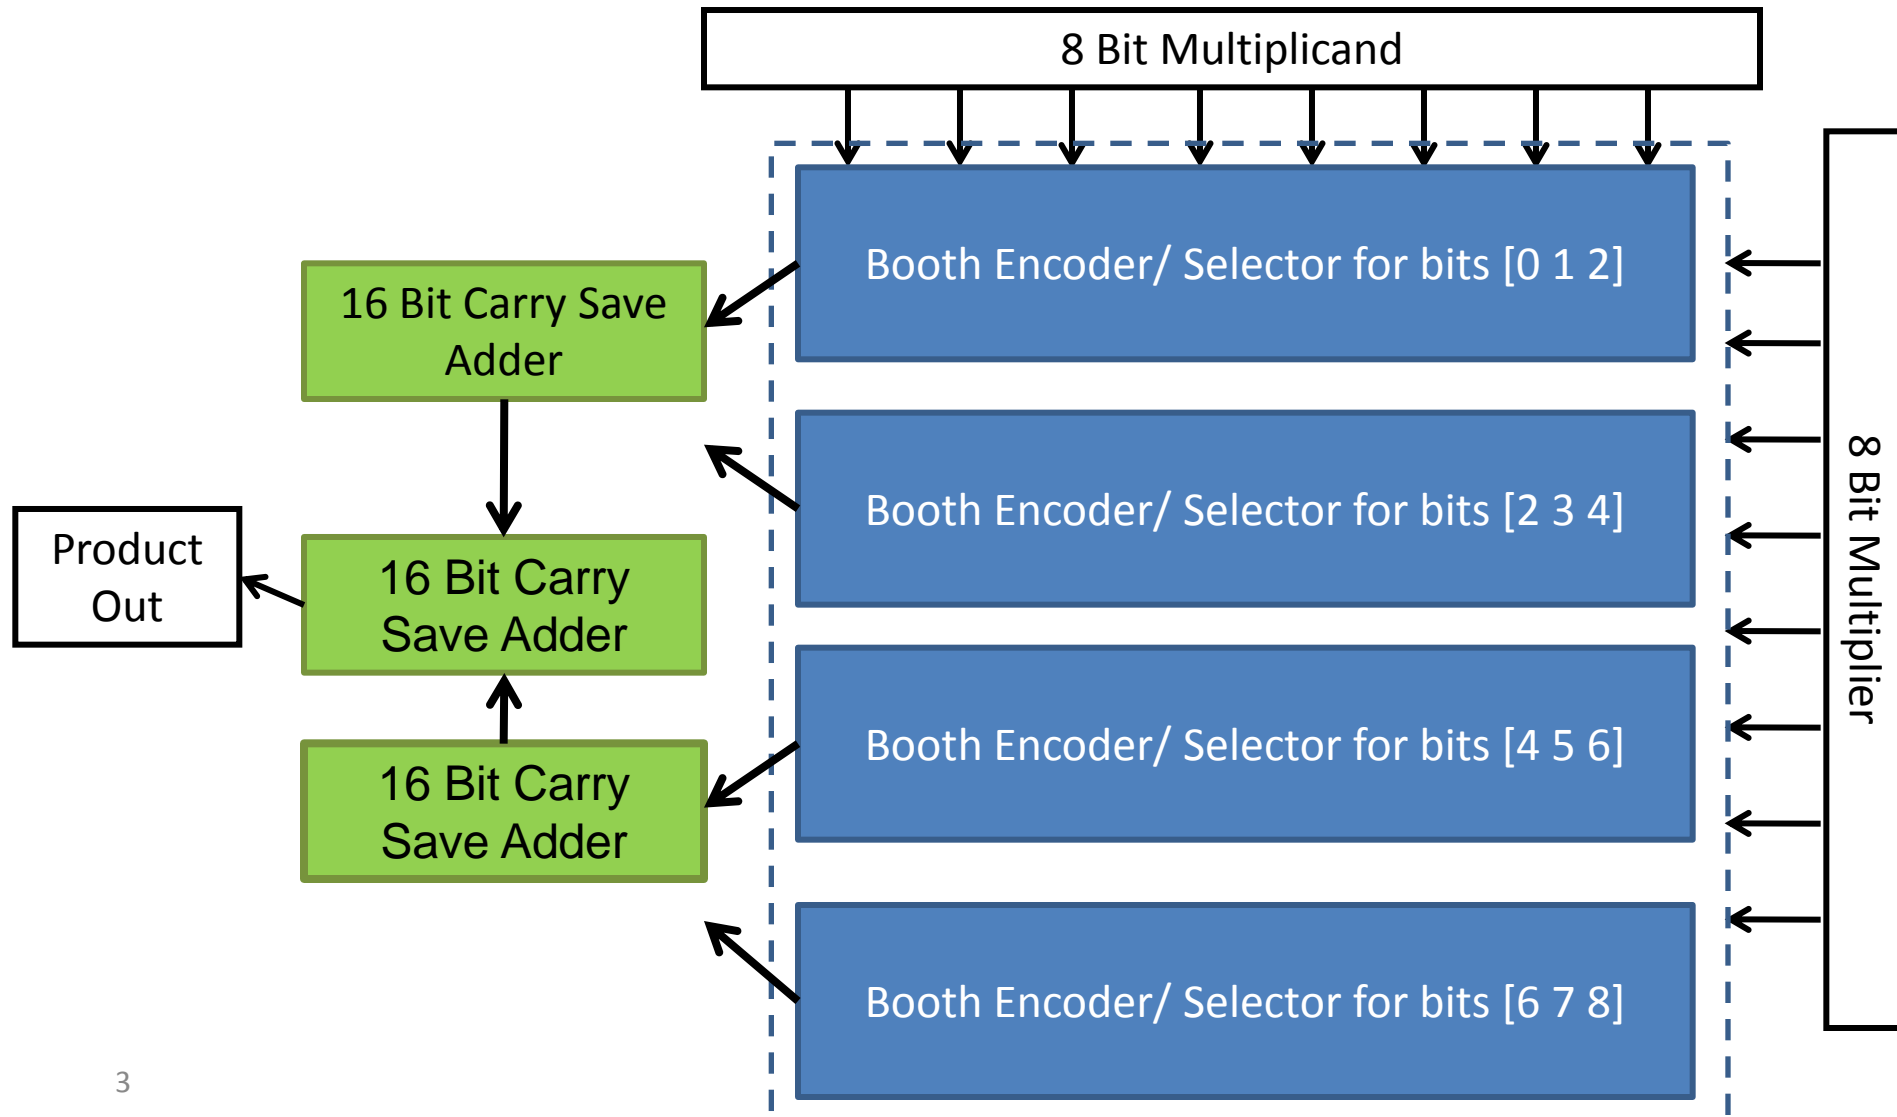 8 Bit Multiplicand
Booth Encoder/ Selector for bits [0 1 2]
16 Bit Carry Save
Adder
Booth Encoder/ Selector for bits [2 3 4]
8 Bit Multiplier
Product
Out
16 Bit Carry
Save Adder
Booth Encoder/ Selector for bits [4 5 6]
16 Bit Carry
Save Adder
Booth Encoder/ Selector for bits [6 7 8]
3